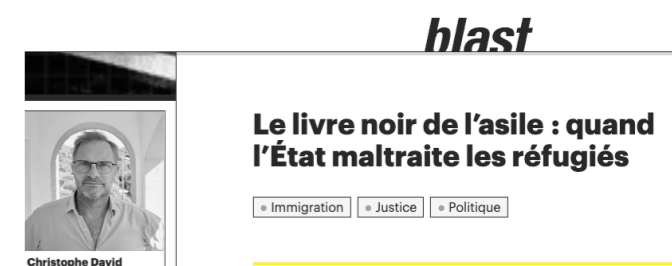 blast
Le livre noir de l'asile : quand
l'État maltraite les réfugiés
Immigration
Justice
Politique
Christophe David